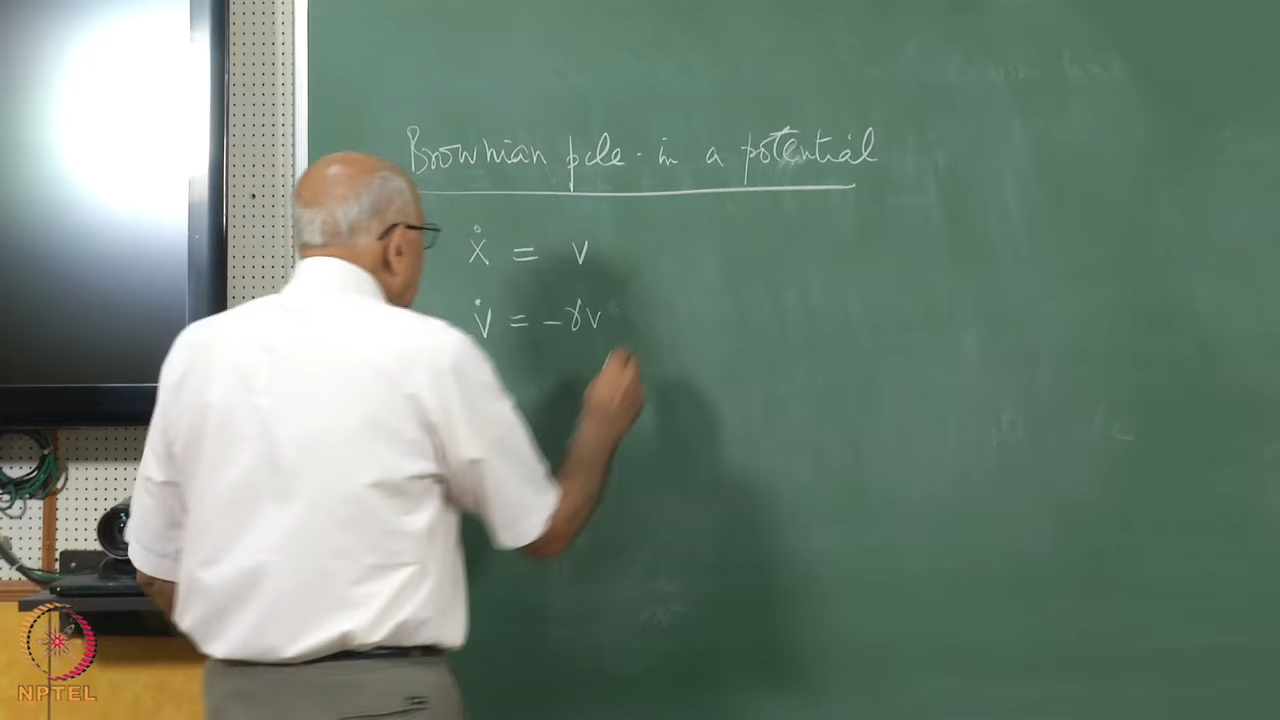 Brownian pcle. in a potential
ẋ = v
v̇ = -γv
NPTEL